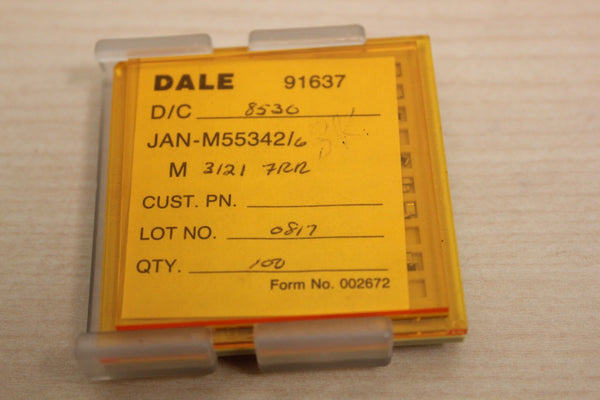 DALE 91637
D/C 8530
JAN-M55342/6
M 3121 7RR
CUST. PN.
LOT NO. 0817
QTY. 100
Form No. 002672